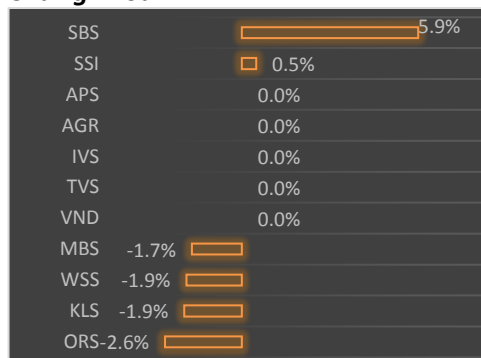 SBS 5.9%
SSI 0.5%
APS 0.0%
AGR 0.0%
IVS 0.0%
TVS 0.0%
VND 0.0%
MBS -1.7%
WSS -1.9%
KLS -1.9%
ORS -2.6%